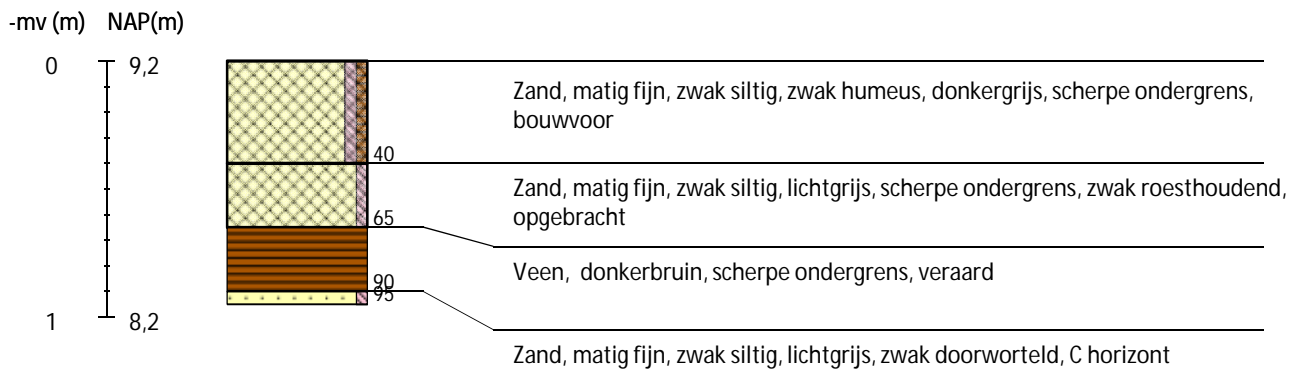 -mv (m) NAP(m)
0 9,2
Zand, matig fijn, zwak siltig, zwak humeus, donkergrijs, scherpe ondergrens,
bouwvoor
40
Zand, matig fijn, zwak siltig, lichtgrijs, scherpe ondergrens, zwak roesthoudend,
opgebracht
65
Veen, donkerbruin, scherpe ondergrens, veraard
90
95
1 8,2
Zand, matig fijn, zwak siltig, lichtgrijs, zwak doorworteld, C horizont